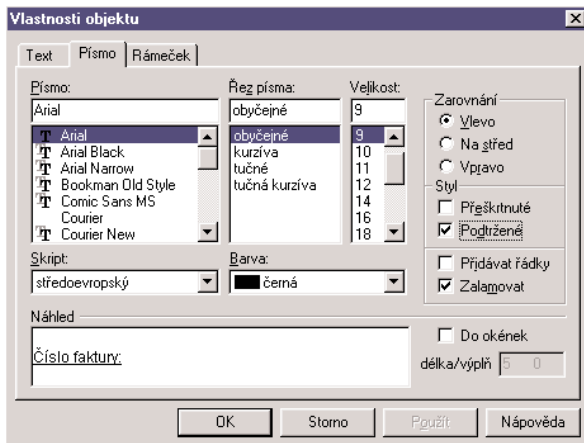 Vlastnosti objektu
Text
Písmo
Rámeček
Písmo:
Řez písma:
Velikost:
Arial
obyčejné
9
Arial
Arial Black
Arial Narrow
Bookman Old Style
Comic Sans MS
Courier
Courier New
obyčejné
kurzíva
tučné
tučná kurzíva
9
10
11
12
14
16
18
Zarovnání
Vlevo
Na střed
Vpravo
Styl
Přeškrtnuté
Podtržené
Přidávat řádky
Zalamovat
Skript:
Barva:
středoevropský
černá
Náhled
Číslo faktury:
Do okének
délka/výplň
5 0
OK
Storno
Použít
Nápověda